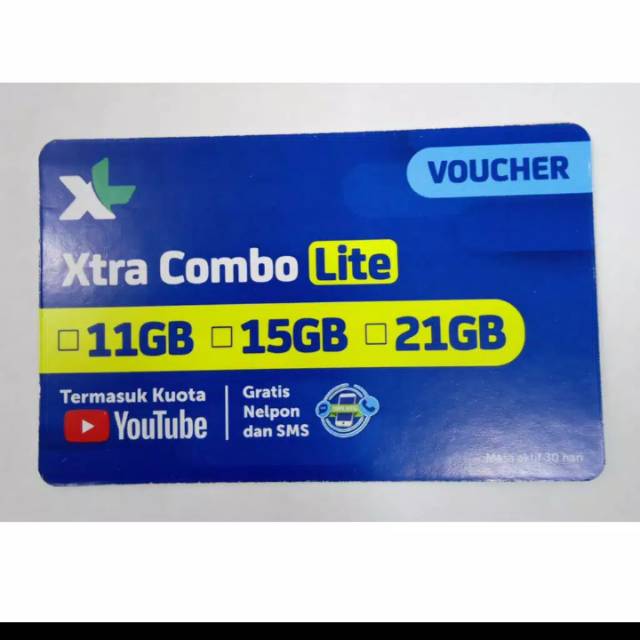 XL
VOUCHER
Xtra Combo Lite
11GB 15GB 21GB
Termasuk Kuota
YouTube
Gratis
Nelpon
dan SMS
Masa aktif 30 hari